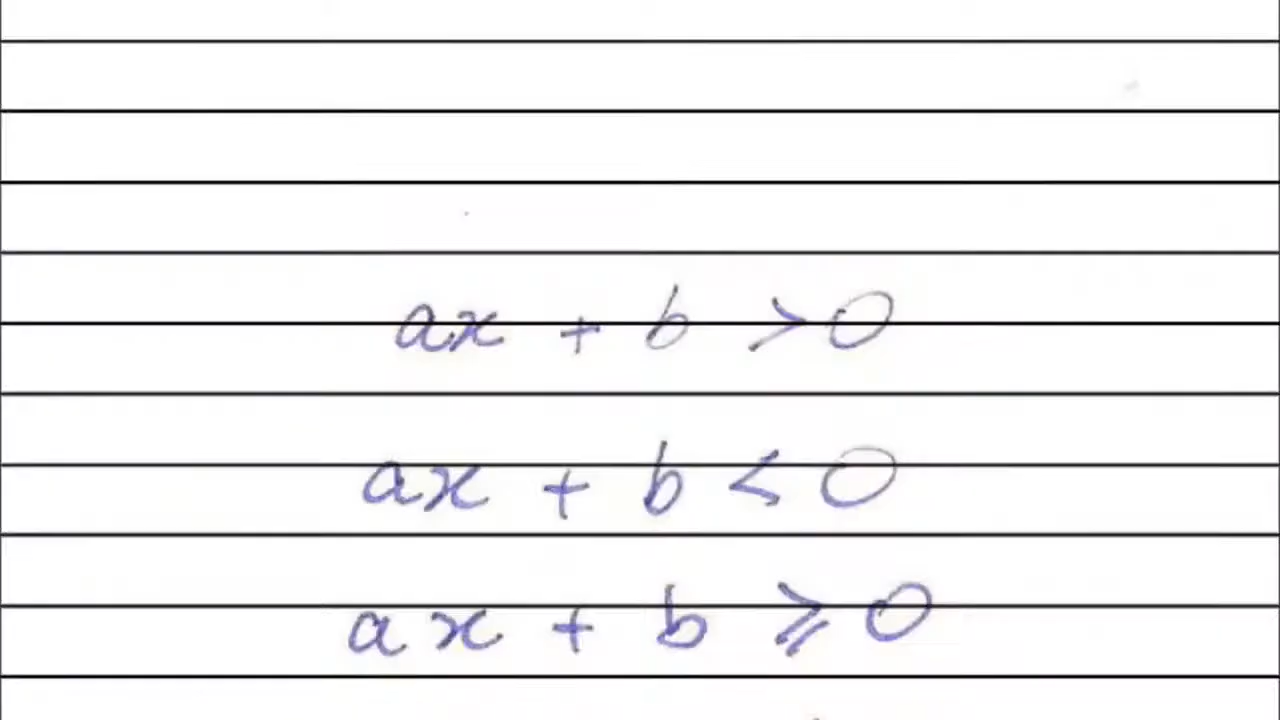 ax + b > 0
ax + b < 0
ax + b ⩾ 0